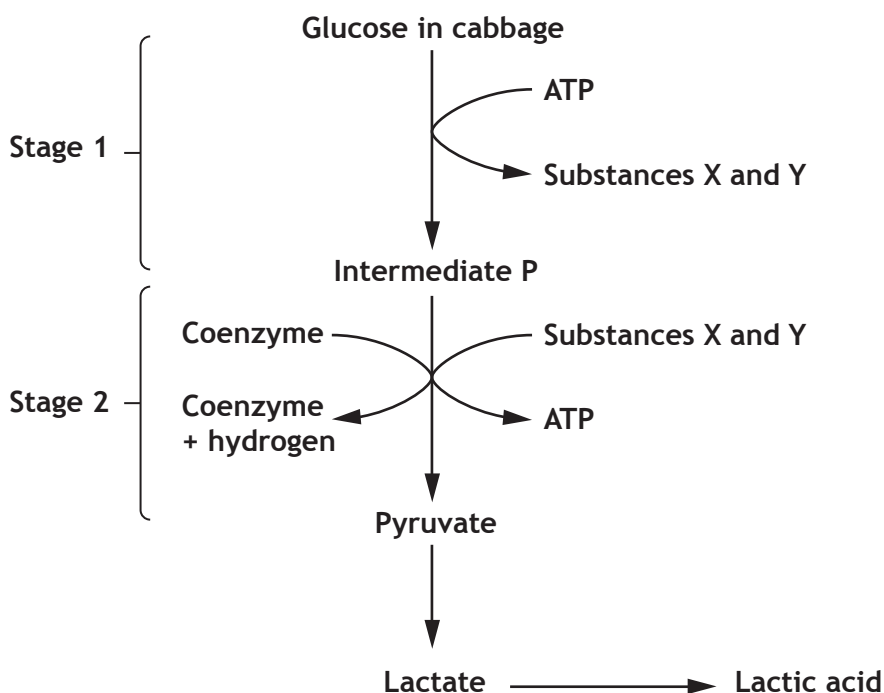 Glucose in cabbage
ATP
Stage 1
Substances X and Y
Intermediate P
Coenzyme
Substances X and Y
Stage 2
Coenzyme
+ hydrogen
ATP
Pyruvate
Lactate
Lactic acid